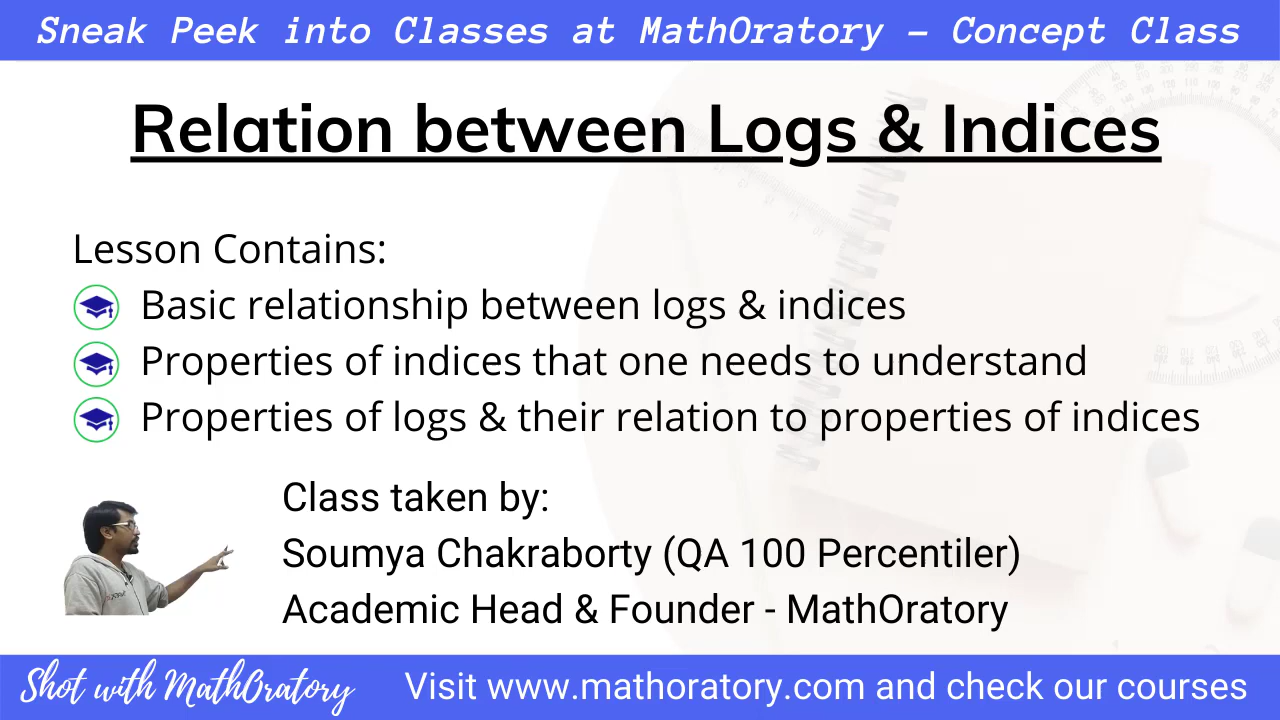 Sneak Peek into Classes at MathOratory – Concept Class
Relation between Logs & Indices
Lesson Contains:
Basic relationship between logs & indices
Properties of indices that one needs to understand
Properties of logs & their relation to properties of indices
Class taken by:
Soumya Chakraborty (QA 100 Percentiler)
Academic Head & Founder - MathOratory
Shot with MathOratory
Visit www.mathoratory.com and check our courses